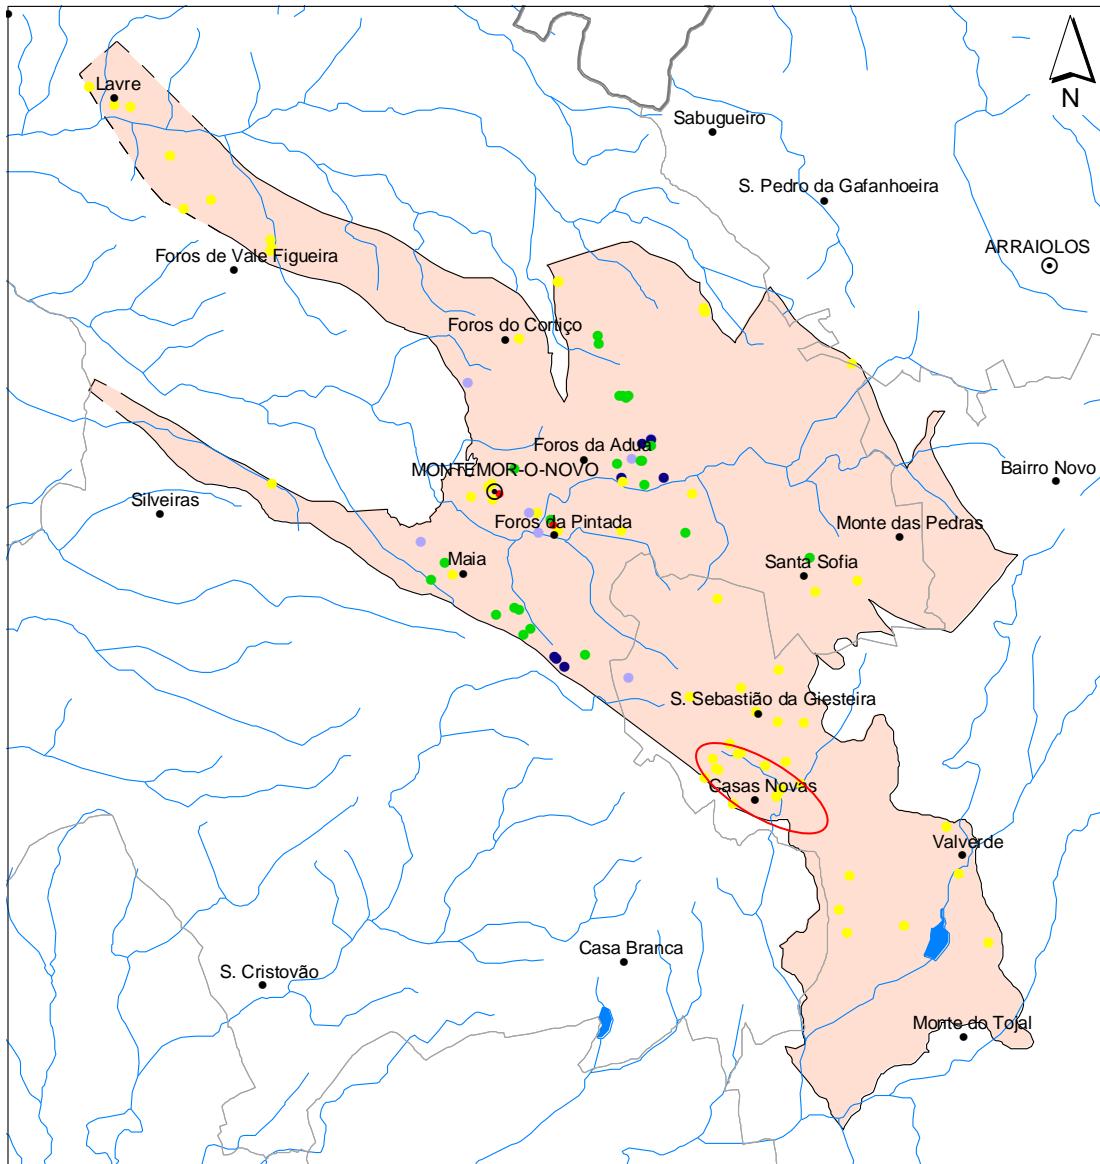 Lavre
N
Sabugueiro
S. Pedro da Gafanhoeira
ARRAIOLOS
Foros de Vale Figueira
Foros do Cortiço
Foros da Adua
MONTEMOR-O-NOVO
Bairro Novo
Silveiras
Foros da Pintada
Monte das Pedras
Maia
Santa Sofia
S. Sebastião da Giesteira
Casas Novas
Valverde
Casa Branca
S. Cristovão
Monte do Tojal